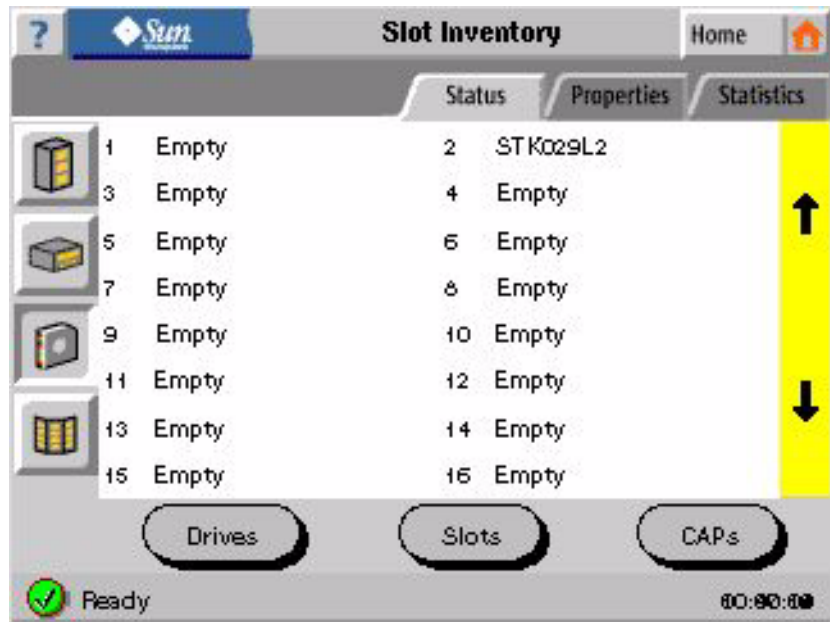 ?
Sun
Slot Inventory
Home
Status
Properties
Statistics
1 Empty
2 STK029L2
3 Empty
4 Empty
5 Empty
6 Empty
7 Empty
8 Empty
9 Empty
10 Empty
11 Empty
12 Empty
13 Empty
14 Empty
15 Empty
16 Empty
Drives
Slots
CAPs
Ready